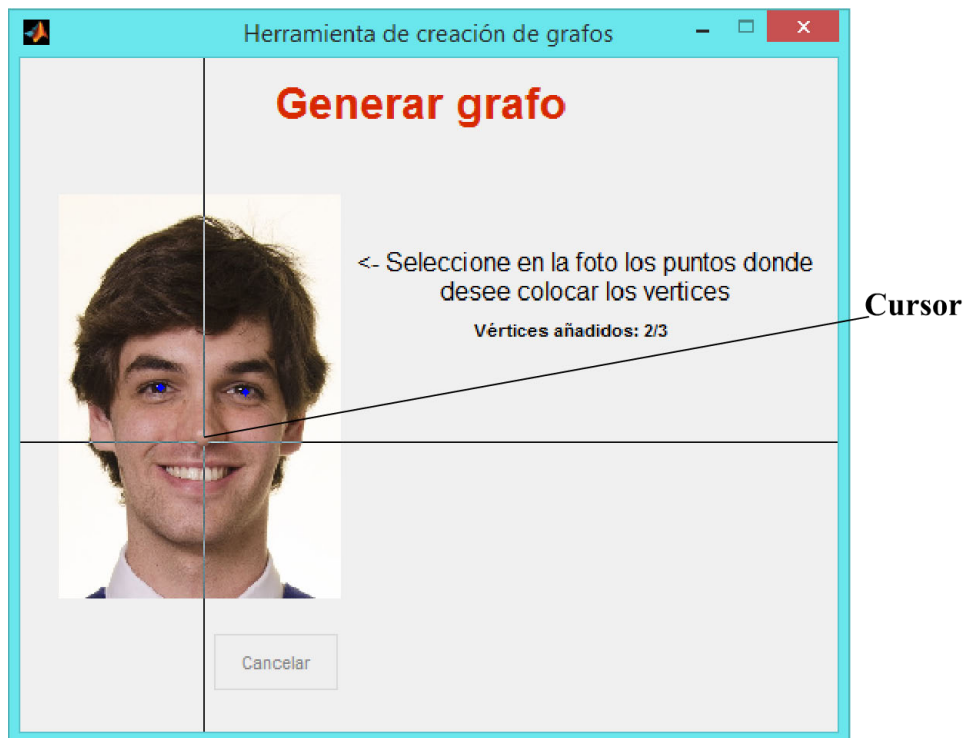 Herramienta de creación de grafos
Generar grafo
<- Seleccione en la foto los puntos donde
desee colocar los vertices
Vértices añadidos: 2/3
Cursor
Cancelar